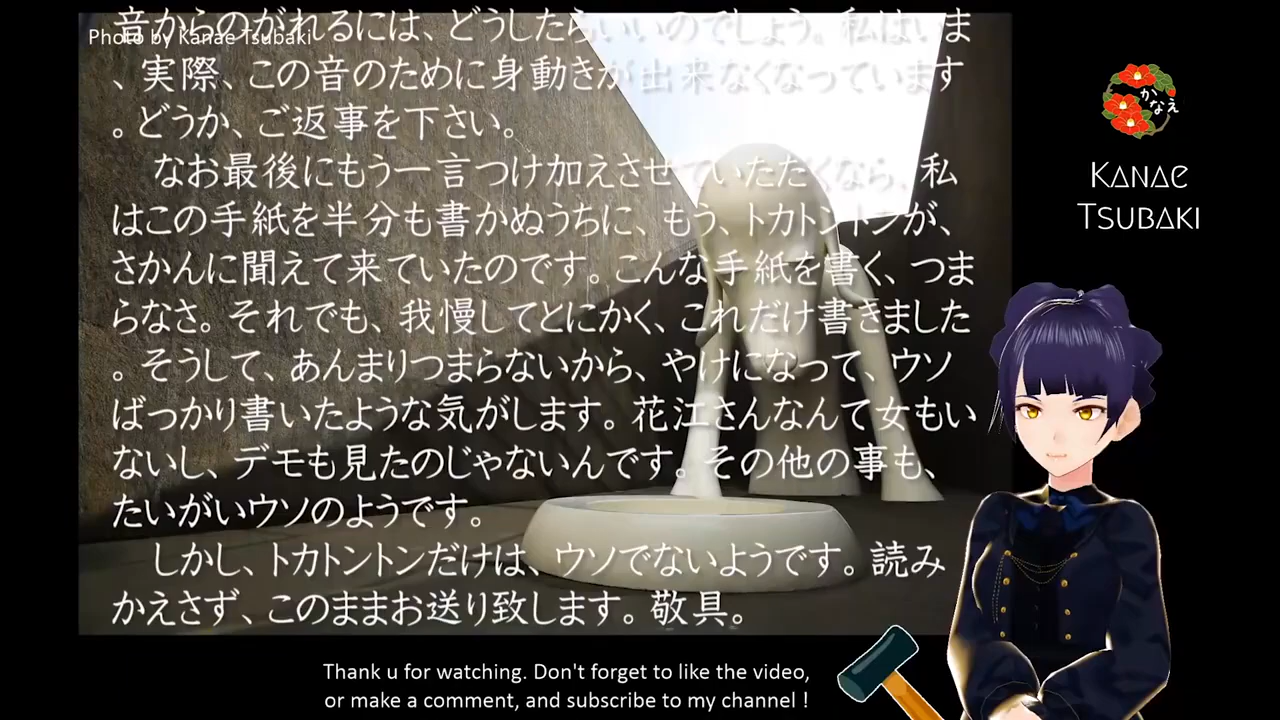 音からのがれるには、どうしたらいいのでしょう。私はいま
、実際、この音のために身動きが出来なくなっています
。どうか、ご返事を下さい。
なお最後にもう一言つけ加えさせていただくなら、私
はこの手紙を半分も書かぬうちに、もう、トカトントンが、
さかんに聞えて来ていたのです。こんな手紙を書く、つま
らなさ。それでも、我慢してとにかく、これだけ書きました
。そうして、あんまりつまらないから、やけになって、ウソ
ばっかり書いたような気がします。花江さんなんて女もい
ないし、デモも見たのじゃないんです。その他の事も、
たいがいウソのようです。
しかし、トカトントンだけは、ウソでないようです。読み
かえさず、このままお送り致します。敬具。
Photo by Kanae Tsubaki
かなえ
KANAE
TSUBAKI
Thank u for watching. Don't forget to like the video,
or make a comment, and subscribe to my channel !